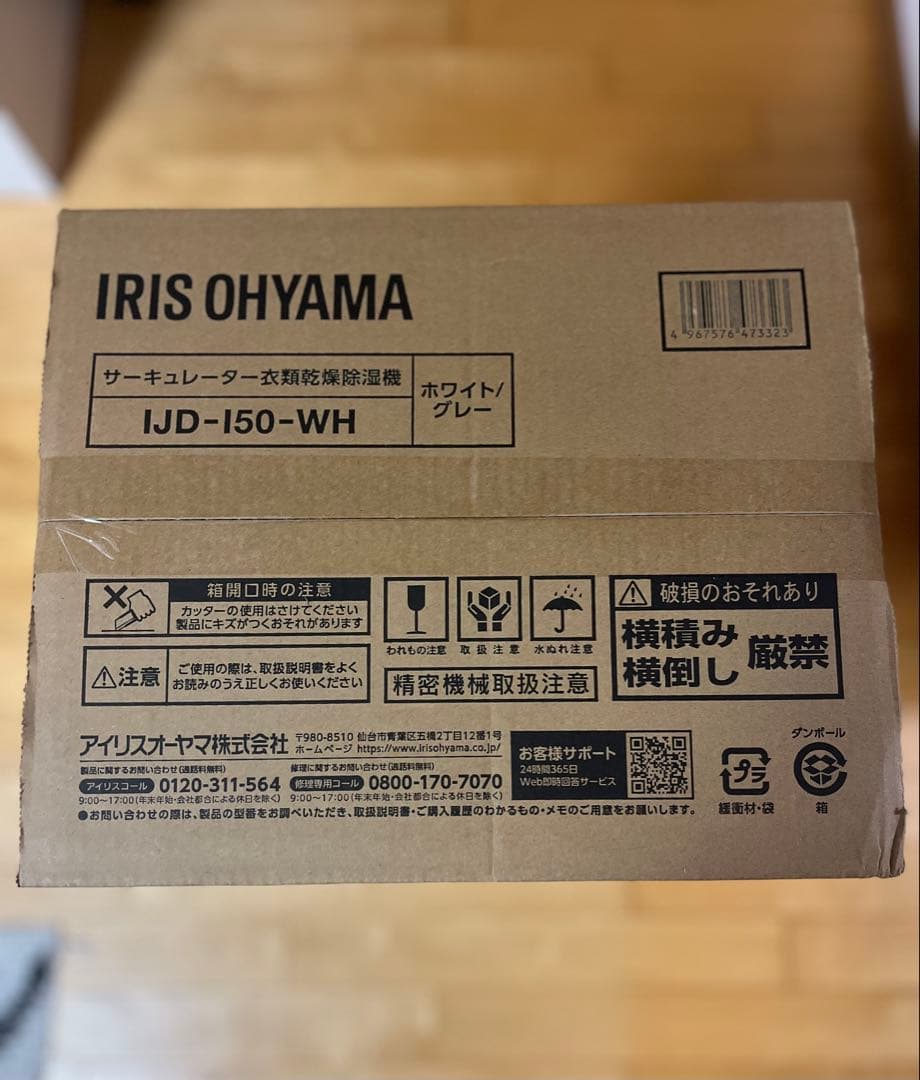 IRIS OHYAMA
4 967576 473323
サーキュレーター衣類乾燥除湿機
IJD-I50-WH
ホワイト/
グレー
箱開口時の注意
カッターの使用はさけてください
製品にキズがつくおそれがあります
注意
ご使用の際は、取扱説明書をよく
お読みのうえ正しくお使いください
われもの注意
取扱注意
水ぬれ注意
精密機械取扱注意
破損のおそれあり
横積み
横倒し
厳禁
アイリスオーヤマ株式会社
〒980-8510 仙台市青葉区五橋2丁目12番1号
ホームページ https://www.irisohyama.co.jp/
製品に関するお問い合わせ(通話料無料)
アイリスコール 0120-311-564
9:00〜17:00(年末年始・会社都合による休日を除く)
修理に関するお問い合わせ(通話料無料)
修理専用コール 0800-170-7070
9:00〜17:00(年末年始・会社都合による休日を除く)
●お問い合わせの際は、製品の型番をお調べいただき、取扱説明書・ご購入履歴のわかるもの・メモのご用意をお願いします。
お客様サポート
24時間365日
Web即時回答サービス
プラ
緩衝材・袋
ダンボール
箱